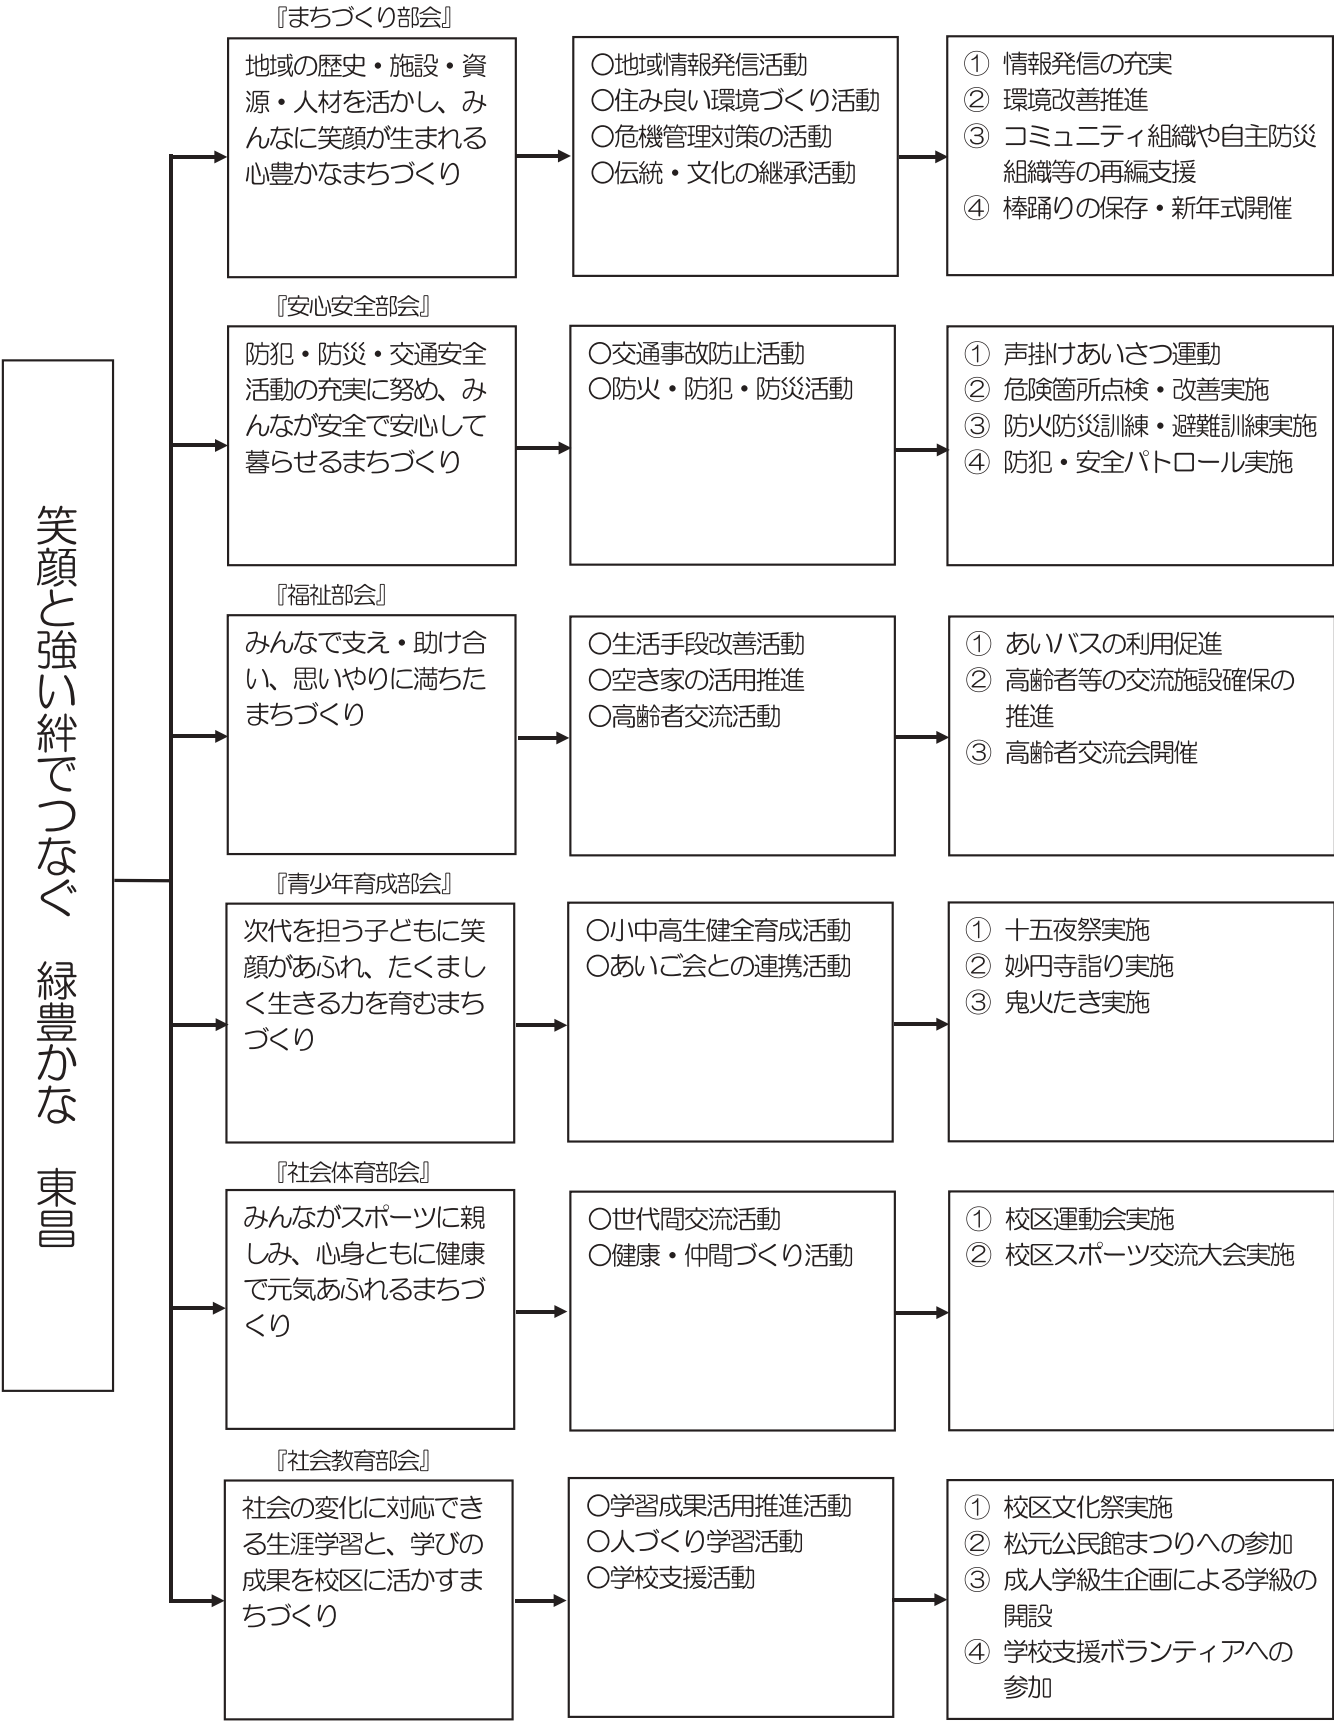 笑顔と強い絆でつなぐ　緑豊かな　東昌
『まちづくり部会』
地域の歴史・施設・資
源・人材を活かし、み
んなに笑顔が生まれる
心豊かなまちづくり
〇地域情報発信活動
〇住み良い環境づくり活動
〇危機管理対策の活動
〇伝統・文化の継承活動
① 情報発信の充実
② 環境改善推進
③ コミュニティ組織や自主防災
組織等の再編支援
④ 棒踊りの保存・新年式開催
『安心安全部会』
防犯・防災・交通安全
活動の充実に努め、み
んなが安全で安心して
暮らせるまちづくり
〇交通事故防止活動
〇防火・防犯・防災活動
① 声掛けあいさつ運動
② 危険箇所点検・改善実施
③ 防火防災訓練・避難訓練実施
④ 防犯・安全パトロール実施
『福祉部会』
みんなで支え・助け合
い、思いやりに満ちた
まちづくり
〇生活手段改善活動
〇空き家の活用推進
〇高齢者交流活動
① あいバスの利用促進
② 高齢者等の交流施設確保の
推進
③ 高齢者交流会開催
『青少年育成部会』
次代を担う子どもに笑
顔があふれ、たくまし
く生きる力を育むまち
づくり
〇小中高生健全育成活動
〇あいご会との連携活動
① 十五夜祭実施
② 妙円寺詣り実施
③ 鬼火たき実施
『社会体育部会』
みんながスポーツに親
しみ、心身ともに健康
で元気あふれるまちづ
くり
〇世代間交流活動
〇健康・仲間づくり活動
① 校区運動会実施
② 校区スポーツ交流大会実施
『社会教育部会』
社会の変化に対応でき
る生涯学習と、学びの
成果を校区に活かすま
ちづくり
〇学習成果活用推進活動
〇人づくり学習活動
〇学校支援活動
① 校区文化祭実施
② 松元公民館まつりへの参加
③ 成人学級生企画による学級の
開設
④ 学校支援ボランティアへの
参加